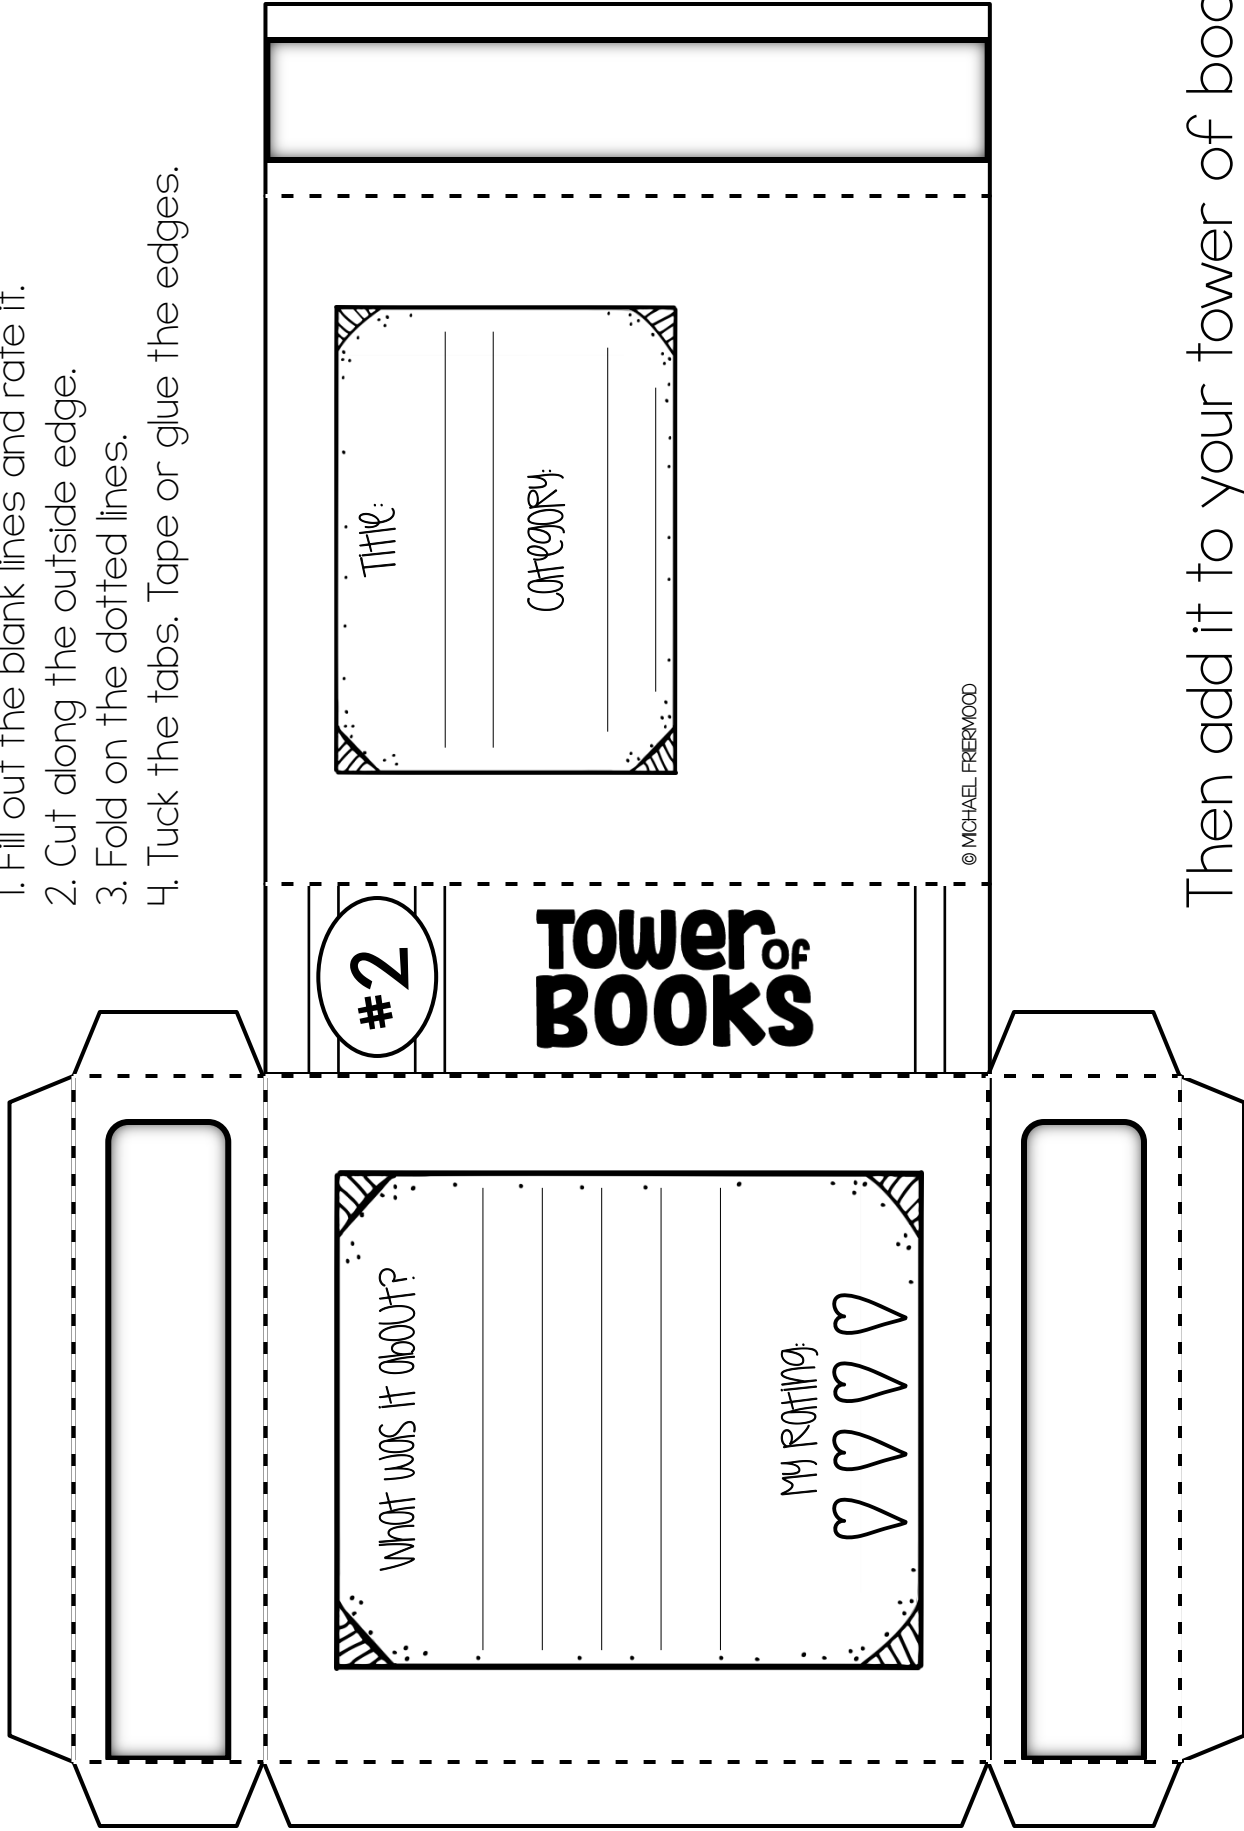 1. Fill out the blank lines and rate it.
2. Cut along the outside edge.
3. Fold on the dotted lines.
4. Tuck the tabs. Tape or glue the edges.
Title:
Category:
© MICHAEL FRIERMOOD
#2
Tower of
BOOKS
What was it about?
My Rating:
Then add it to your tower of